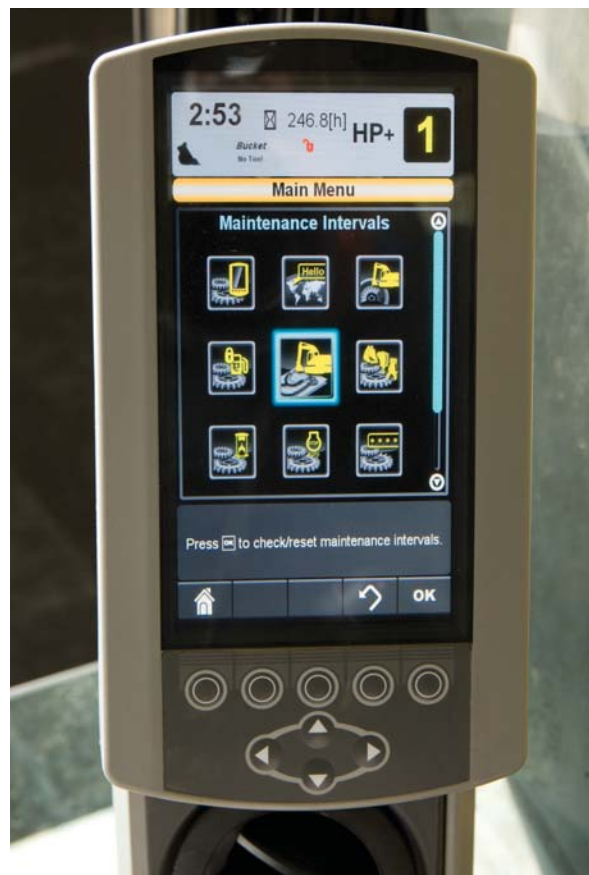 2:53
246.8[h]
HP+
1
Bucket
No Tool
Main Menu
Maintenance Intervals
Hello
Press OK to check/reset maintenance intervals.
OK